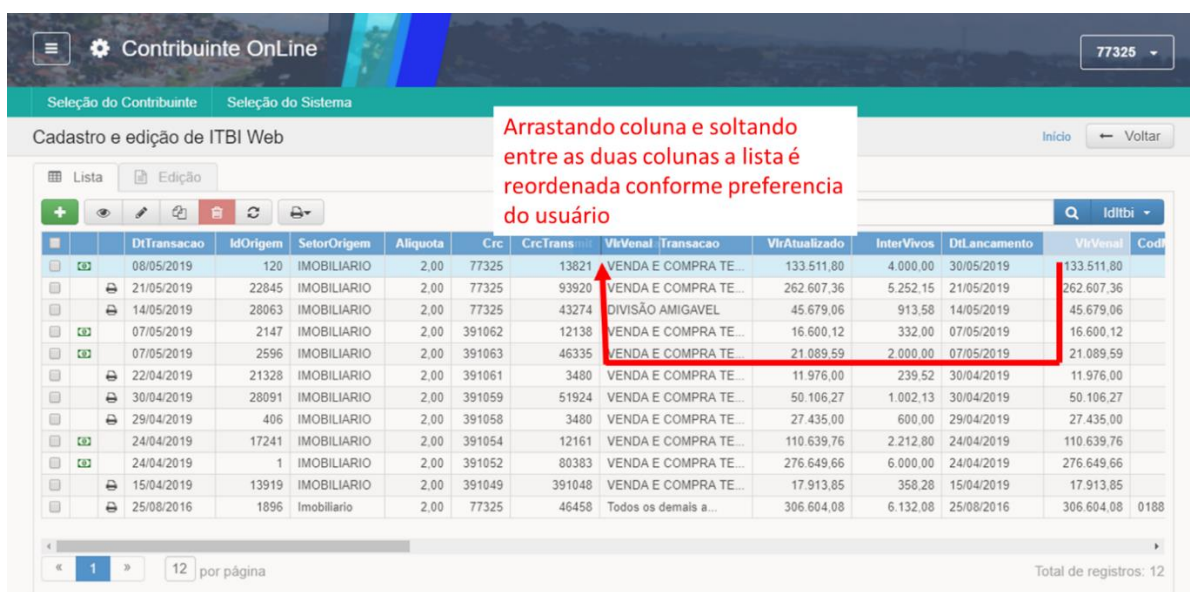 Contribuinte OnLine
77325
Seleção do Contribuinte Seleção do Sistema
Arrastando coluna e soltando
entre as duas colunas a lista é
reordenada conforme preferencia
do usuário
Cadastro e edição de ITBI Web
Início ← Voltar
Lista Edição
IdItbi
DtTransacao IdOrigem SetorOrigem Aliquota Crc CrcTransmit VlrVenal Transacao VlrAtualizado InterVivos DtLancamento VlrVenal
08/05/2019 120 IMOBILIARIO 2,00 77325 13821 VENDA E COMPRA TE... 133.511,80 4.000,00 30/05/2019 133.511,80
21/05/2019 22845 IMOBILIARIO 2,00 77325 93920 VENDA E COMPRA TE... 262.607,36 5.252,15 21/05/2019 262.607,36
14/05/2019 28063 IMOBILIARIO 2,00 77325 43274 DIVISÃO AMIGAVEL 45.679,06 913,58 14/05/2019 45.679,06
07/05/2019 2147 IMOBILIARIO 2,00 391062 12138 VENDA E COMPRA TE... 16.600,12 332,00 07/05/2019 16.600,12
07/05/2019 2596 IMOBILIARIO 2,00 391063 46335 VENDA E COMPRA TE... 21.089,59 2.000,00 07/05/2019 21.089,59
22/04/2019 21328 IMOBILIARIO 2,00 391061 3480 VENDA E COMPRA TE... 11.976,00 239,52 30/04/2019 11.976,00
30/04/2019 28091 IMOBILIARIO 2,00 391059 51924 VENDA E COMPRA TE... 50.106,27 1.002,13 30/04/2019 50.106,27
29/04/2019 406 IMOBILIARIO 2,00 391058 3480 VENDA E COMPRA TE... 27.435,00 600,00 29/04/2019 27.435,00
24/04/2019 17241 IMOBILIARIO 2,00 391054 12161 VENDA E COMPRA TE... 110.639,76 2.212,80 24/04/2019 110.639,76
24/04/2019 1 IMOBILIARIO 2,00 391052 80383 VENDA E COMPRA TE... 276.649,66 6.000,00 24/04/2019 276.649,66
15/04/2019 13919 IMOBILIARIO 2,00 391049 391048 VENDA E COMPRA TE... 17.913,85 358,28 15/04/2019 17.913,85
25/08/2016 1896 Imobiliario 2,00 77325 46458 Todos os demais a... 306.604,08 6.132,08 25/08/2016 306.604,08 0188
« 1 » 12 por página Total de registros: 12